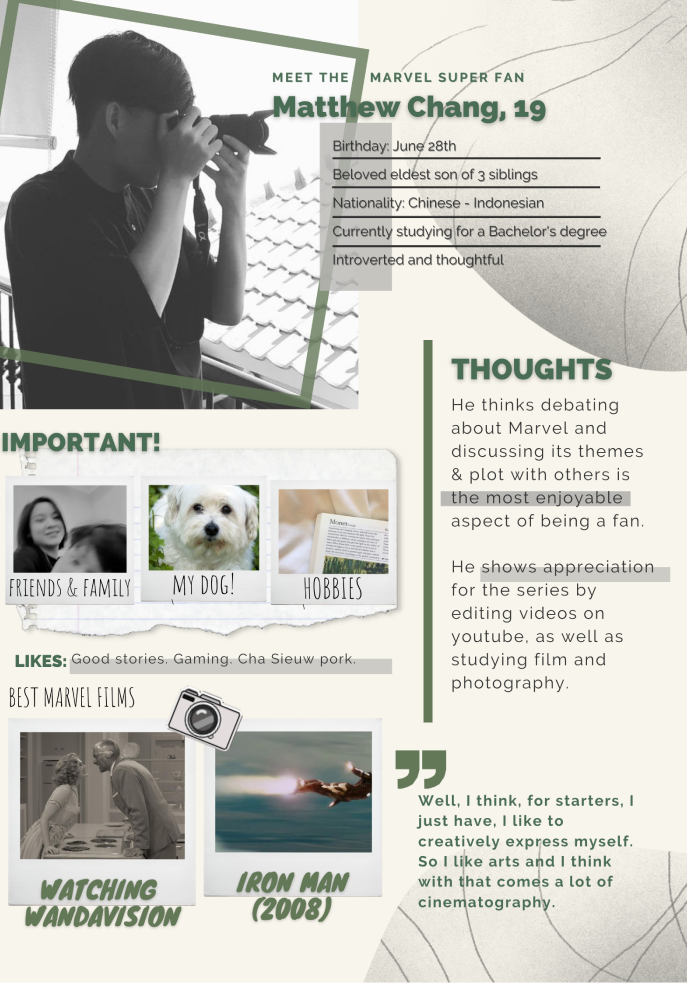 MEET THE MARVEL SUPER FAN
Matthew Chang, 19
Birthday: June 28th
Beloved eldest son of 3 siblings
Nationality: Chinese - Indonesian
Currently studying for a Bachelor's degree
Introverted and thoughtful
THOUGHTS
He thinks debating
about Marvel and
discussing its themes
& plot with others is
the most enjoyable
aspect of being a fan.
He shows appreciation
for the series by
editing videos on
youtube, as well as
studying film and
photography.
IMPORTANT!
FRIENDS & FAMILY
MY DOG!
Monet
HOBBIES
LIKES: Good stories. Gaming. Cha Sieuw pork.
BEST MARVEL FILMS
WATCHING
WANDAVISION
IRON MAN
(2008)
”
Well, I think, for starters, I
just have, I like to
creatively express myself.
So I like arts and I think
with that comes a lot of
cinematography.